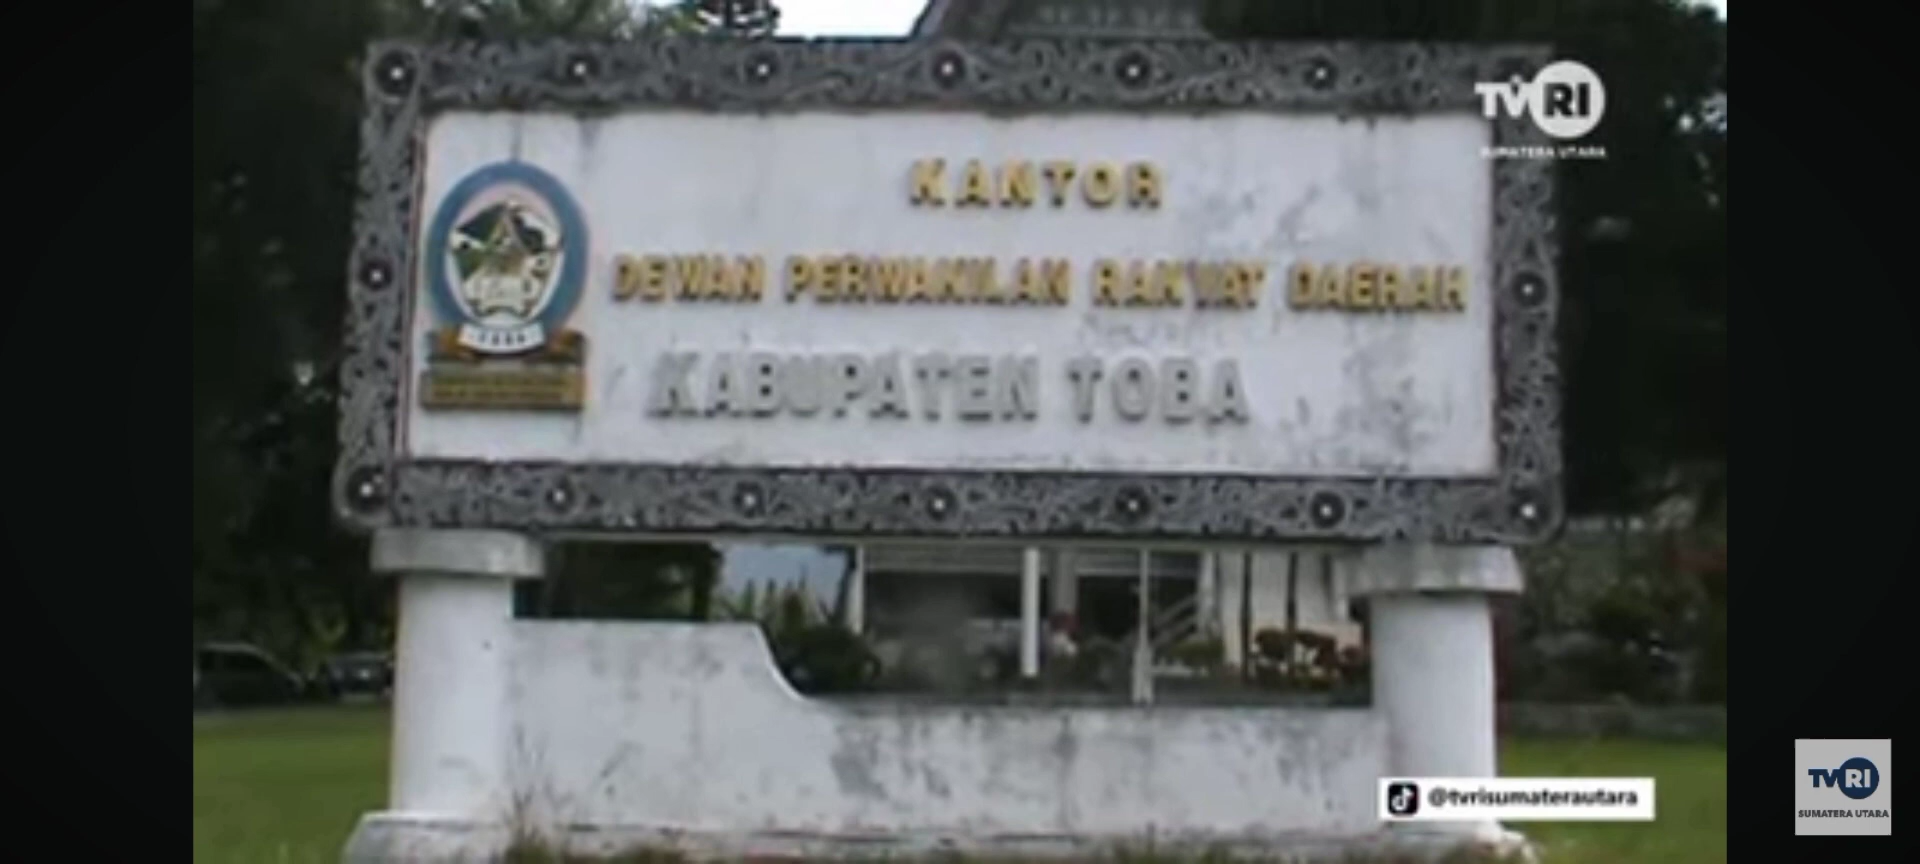 TVRI
SUMATERA UTARA
KANTOR
DEWAN PERWAKILAN RAKYAT DAERAH
KABUPATEN TOBA
@tvrisumaterautara
TVRI
SUMATERA UTARA